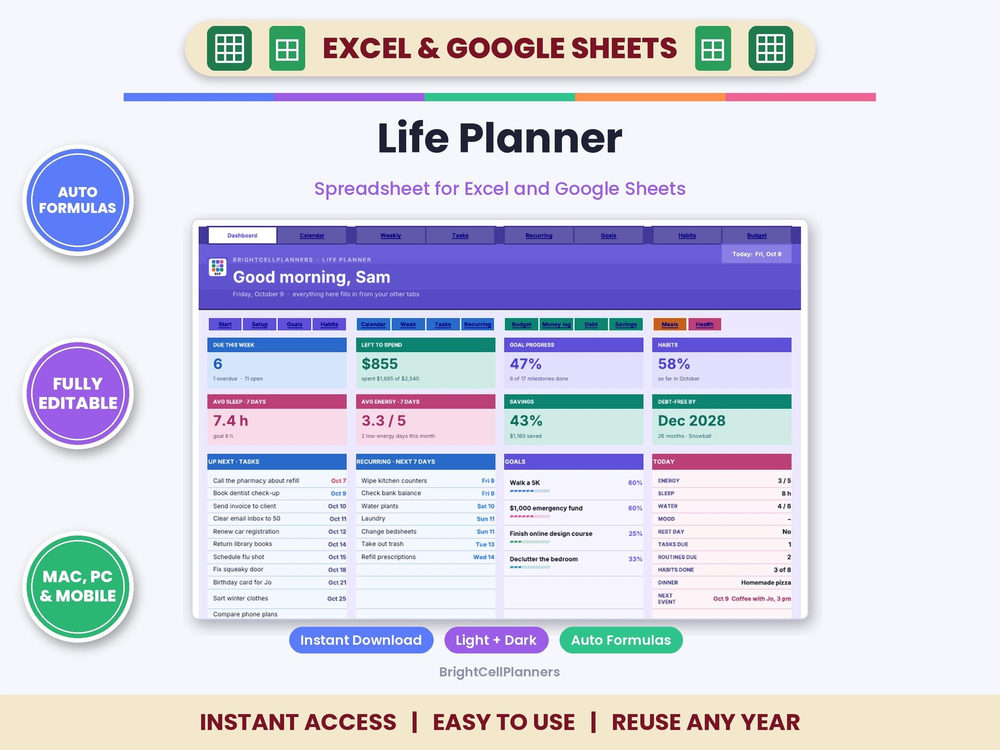 EXCEL & GOOGLE SHEETS
Life Planner
Spreadsheet for Excel and Google Sheets
AUTO
FORMULAS
FULLY
EDITABLE
MAC, PC
& MOBILE
Dashboard Calendar Weekly Tasks Recurring Goals Habits Budget
Today: Fri, Oct 9
BRIGHTCELLPLANNERS · LIFE PLANNER
Good morning, Sam
Friday, October 9 · everything here fills in from your other tabs
Start Setup Goals Habits Calendar Week Tasks Recurring Budget Money log Debt Savings Meals Health
DUE THIS WEEK
6
1 overdue · 11 open
LEFT TO SPEND
$855
spent $1,685 of $2,540
GOAL PROGRESS
47%
8 of 17 milestones done
HABITS
58%
so far in October
AVG SLEEP · 7 DAYS
7.4 h
goal 8 h
AVG ENERGY · 7 DAYS
3.3 / 5
2 low-energy days this month
SAVINGS
43%
$1,160 saved
DEBT-FREE BY
Dec 2028
26 months · Snowball
UP NEXT · TASKS
Call the pharmacy about refill Oct 7
Book dentist check-up Oct 9
Send invoice to client Oct 10
Clear email inbox to 50 Oct 11
Renew car registration Oct 12
Return library books Oct 14
Schedule flu shot Oct 15
Fix squeaky door Oct 18
Birthday card for Jo Oct 21
Sort winter clothes Oct 25
Compare phone plans
RECURRING · NEXT 7 DAYS
Wipe kitchen counters Fri 9
Check bank balance Fri 9
Water plants Sat 10
Laundry Sun 11
Change bedsheets Sun 11
Take out trash Tue 13
Refill prescriptions Wed 14
GOALS
Walk a 5K 60%
$1,000 emergency fund 60%
Finish online design course 25%
Declutter the bedroom 33%
TODAY
ENERGY 3 / 5
SLEEP 8 h
WATER 4 / 8
MOOD –
REST DAY No
TASKS DUE 1
ROUTINES DUE 2
HABITS DONE 3 of 8
DINNER Homemade pizza
NEXT EVENT Oct 9 Coffee with Jo, 3 pm
Instant Download
Light + Dark
Auto Formulas
BrightCellPlanners
INSTANT ACCESS | EASY TO USE | REUSE ANY YEAR